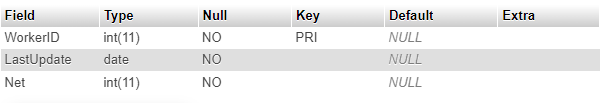 Field Type Null Key Default Extra
WorkerID int(11) NO PRI NULL
LastUpdate date NO NULL
Net int(11) NO NULL